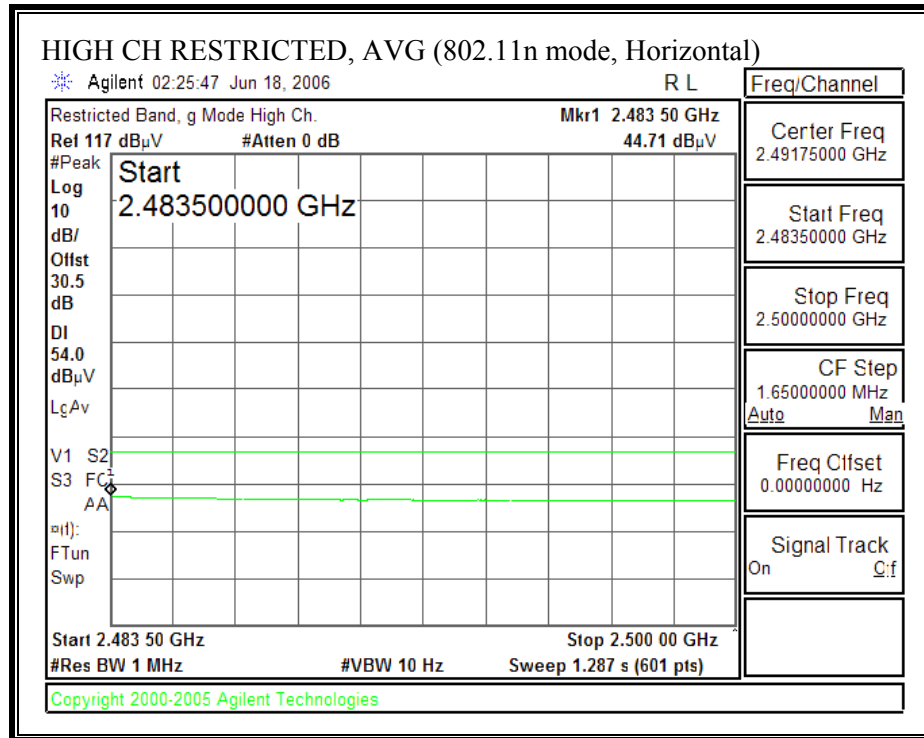 HIGH CH RESTRICTED, AVG (802.11n mode, Horizontal)
Agilent 02:25:47 Jun 18, 2006 R L
Restricted Band, g Mode High Ch. Mkr1 2.483 50 GHz
Ref 117 dBµV #Atten 0 dB 44.71 dBµV
#Peak
Log
10
dB/
Offst
30.5
dB
DI
54.0
dBµV
LgAv
V1 S2
S3 FC
AA
¤(f):
FTun
Swp
Start
2.483500000 GHz
1
Start 2.483 50 GHz Stop 2.500 00 GHz
#Res BW 1 MHz #VBW 10 Hz Sweep 1.287 s (601 pts)
Copyright 2000-2005 Agilent Technologies
Freq/Channel
Center Freq
2.49175000 GHz
Start Freq
2.48350000 GHz
Stop Freq
2.50000000 GHz
CF Step
1.65000000 MHz
Auto Man
Freq Offset
0.00000000 Hz
Signal Track
On Off